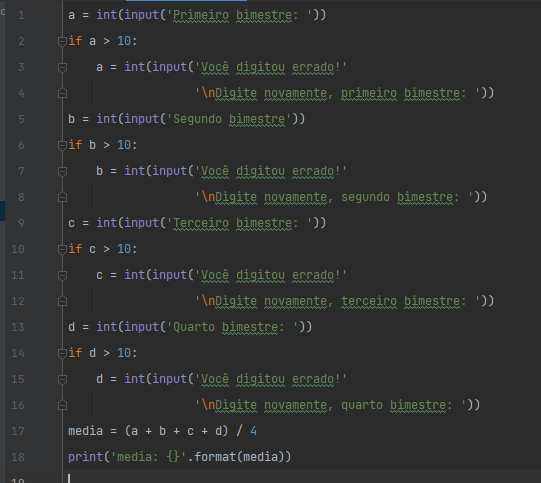 1 a = int(input('Primeiro bimestre: '))
2 if a > 10:
3 a = int(input('Você digitou errado!'
4 '\nDigite novamente, primeiro bimestre: '))
5 b = int(input('Segundo bimestre'))
6 if b > 10:
7 b = int(input('Você digitou errado!'
8 '\nDigite novamente, segundo bimestre: '))
9 c = int(input('Terceiro bimestre: '))
10 if c > 10:
11 c = int(input('Você digitou errado!'
12 '\nDigite novamente, terceiro bimestre: '))
13 d = int(input('Quarto bimestre: '))
14 if d > 10:
15 d = int(input('Você digitou errado!'
16 '\nDigite novamente, quarto bimestre: '))
17 media = (a + b + c + d) / 4
18 print('media: {}'.format(media))
19